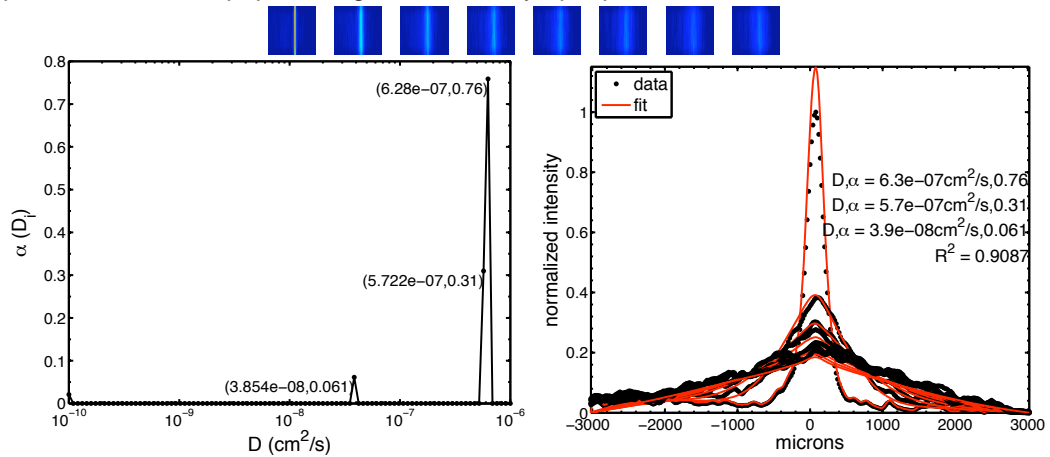 0.8
0.7
0.6
0.5
0.4
0.3
0.2
0.1
0
α (D_i)
(6.28e−07,0.76)
(5.722e−07,0.31)
(3.854e−08,0.061)
10^−10
10^−9
10^−8
10^−7
10^−6
D (cm^2/s)
data
fit
1
0.8
0.6
0.4
0.2
0
normalized intensity
D,α = 6.3e−07cm^2/s,0.76
D,α = 5.7e−07cm^2/s,0.31
D,α = 3.9e−08cm^2/s,0.061
R^2 = 0.9087
−3000
−2000
−1000
0
1000
2000
3000
microns